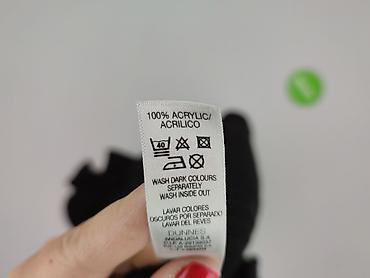 100% ACRYLIC/
ACRILICO
40
WASH DARK COLOURS
SEPARATELY
WASH INSIDE OUT
LAVAR COLORES
OSCUROS POR SEPARADO
LAVAR DEL REVES
DUNNES
ANDALUCIA S.A.